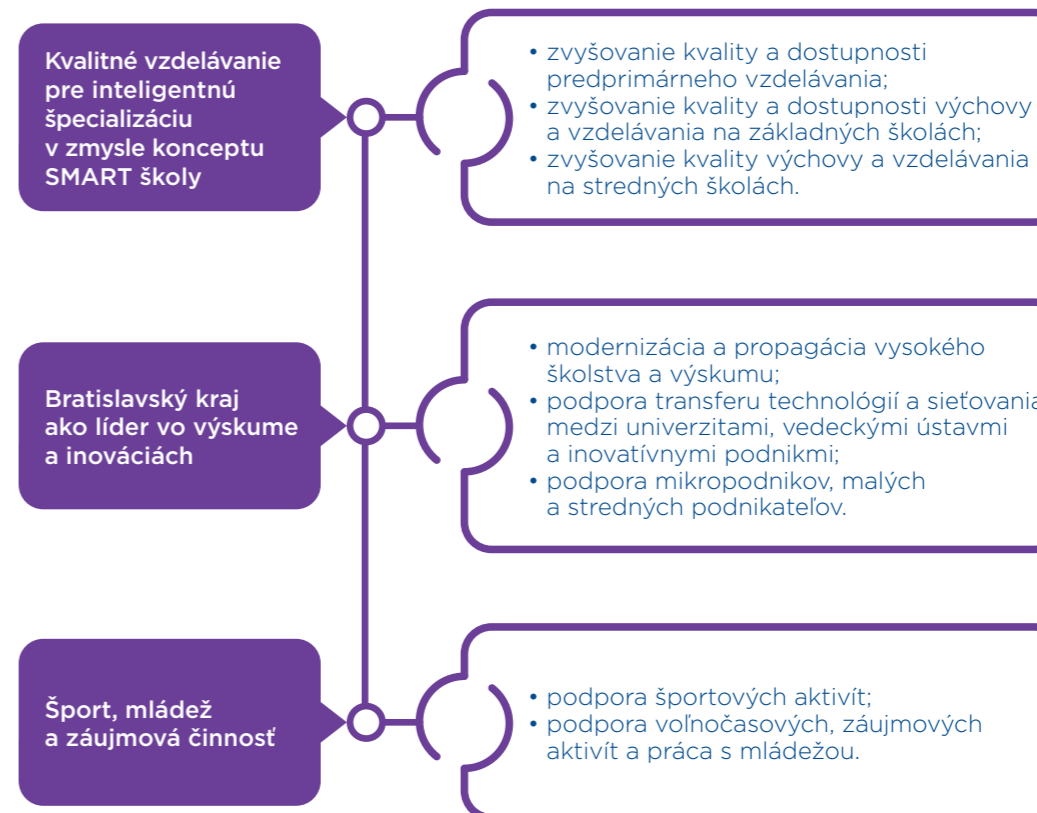 Kvalitné vzdelávanie
pre inteligentnú
špecializáciu
v zmysle konceptu
SMART školy
• zvyšovanie kvality a dostupnosti
predprimárneho vzdelávania;
• zvyšovanie kvality a dostupnosti výchovy
a vzdelávania na základných školách;
• zvyšovanie kvality výchovy a vzdelávania
na stredných školách.
Bratislavský kraj
ako líder vo výskume
a inováciách
• modernizácia a propagácia vysokého
školstva a výskumu;
• podpora transferu technológií a sieťovania
medzi univerzitami, vedeckými ústavmi
a inovatívnymi podnikmi;
• podpora mikropodnikov, malých
a stredných podnikateľov.
Šport, mládež
a záujmová činnosť
• podpora športových aktivít;
• podpora voľnočasových, záujmových
aktivít a práca s mládežou.